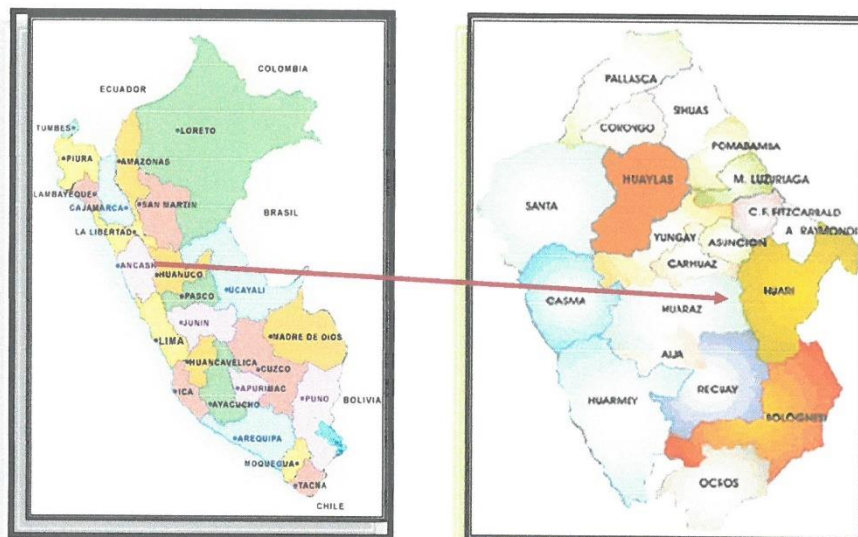 COLOMBIA
ECUADOR
TUMBES
LORETO
PIURA
AMAZONAS
LAMBAYEQUE
CAJAMARCA
SAN MARTIN
BRASIL
LA LIBERTAD
ANCASH
HUANUCO
PASCO
UCAYALI
JUNIN
LIMA
MADRE DE DIOS
HUANCAVELICA
CUZCO
ICA
APURIMAC
AYACUCHO
PUNO
BOLIVIA
AREQUIPA
MOQUEGUA
TACNA
CHILE
PALLASCA
SIHUAS
CORONGO
POMABAMBA
HUAYLAS
M. LUZURIAGA
SANTA
C.F. FITZCARRALD
A. RAYMONDI
YUNGAY
ASUNCION
CARHUAZ
HUARI
CASMA
HUARAZ
AIJA
RECUAY
HUARMEY
BOLOGNESI
OCROS